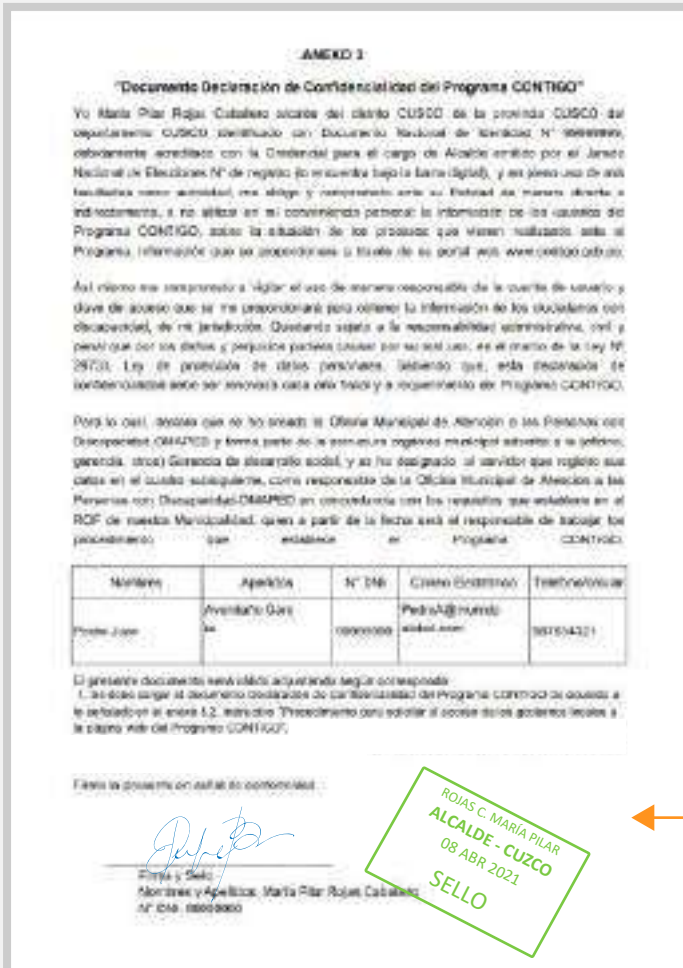 ANEXO 3
"Documento Declaración de Confidencialidad del Programa CONTIGO"
Yo María Pilar Rojas Caballero alcalde del distrito CUSCO de la provincia CUSCO del
departamento CUSCO identificado con Documento Nacional de Identidad N° 99999999,
debidamente acreditado con la Credencial para el cargo de Alcalde emitido por el Jurado
Nacional de Elecciones N° de registro (lo encuentra bajo la barra digital), y en pleno uso de mis
facultades como autoridad, me obligo y comprometo ante su Entidad de manera directa o
indirectamente, a no utilizar en mi conveniencia personal la información de los usuarios del
Programa CONTIGO, sobre la situación de los procesos que vienen realizando ante el
Programa, información que se proporcionara a través de su portal web www.contigo.gob.pe.
Así mismo me comprometo a vigilar el uso de manera responsable de la cuenta de usuario y
clave de acceso que se me proporcionará para obtener la información de los ciudadanos con
discapacidad, de mi jurisdicción. Quedando sujeto a la responsabilidad administrativa, civil y
penal que por los daños y perjuicios pudiera causar por su mal uso, en el marco de la Ley N°
29733, Ley de protección de datos personales, sabiendo que, esta declaración de
confidencialidad debe ser renovada cada año fiscal y a requerimiento del Programa CONTIGO.
Para lo cual, declaro que se ha creado la Oficina Municipal de Atención a las Personas con
Discapacidad OMAPED y forma parte de la estructura orgánica municipal adscrita a la (oficina,
gerencia, otros) Gerencia de desarrollo social, y se ha designado al servidor que registro sus
datos en el cuadro subsiguiente, como responsable de la Oficina Municipal de Atención a las
Personas con Discapacidad-OMAPED en concordancia con los requisitos que establece en el
ROF de nuestra Municipalidad, quien a partir de la fecha será el responsable de trabajar los
procedimiento que establece el Programa CONTIGO.
Nombres Apellidos N° DNI Correo Electrónico Teléfono/celular
Pedro Jose Avendaño Garc 987654321
El presente documento será válido adjuntando según corresponda:
la página web del Programa CONTIGO".
Firmo la presente en señal de conformidad.
Firma y Sello
Nombres y Apellidos: María Pilar Rojas Caballero
N° DNI:
ROJAS C. MARÍA PILAR
ALCALDE - CUZCO
08 ABR 2021
SELLO